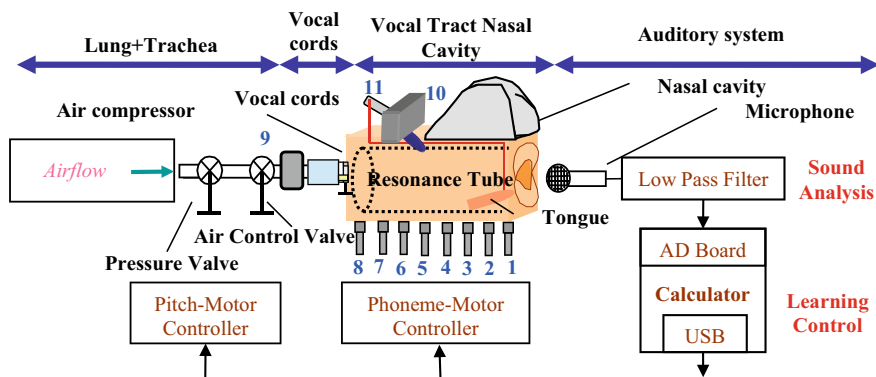 Lung+Trachea
Vocal
cords
Vocal Tract Nasal
Cavity
Auditory system
Air compressor
Vocal cords
11
10
Nasal cavity
Microphone
9
Airflow
Resonance Tube
Low Pass Filter
Sound
Analysis
Tongue
Air Control Valve
Pressure Valve
8 7 6 5 4 3 2 1
AD Board
Calculator
USB
Learning
Control
Pitch-Motor
Controller
Phoneme-Motor
Controller